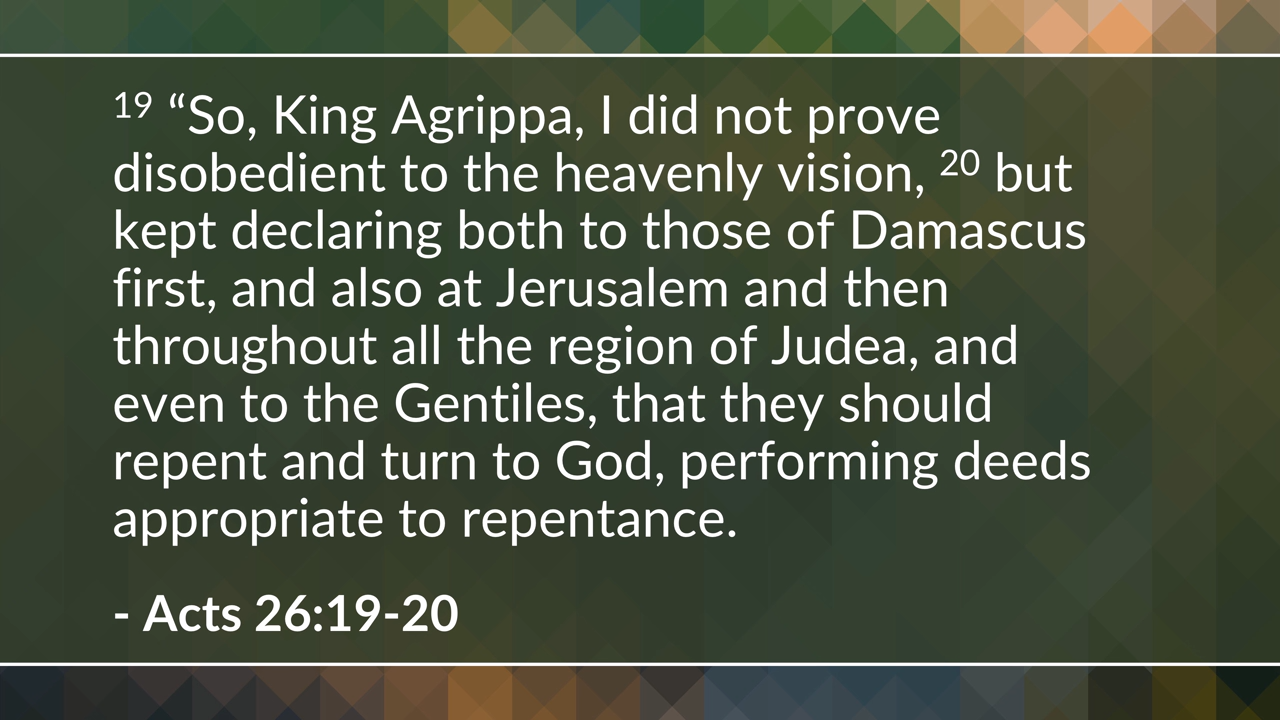 19 “So, King Agrippa, I did not prove
disobedient to the heavenly vision, 20 but
kept declaring both to those of Damascus
first, and also at Jerusalem and then
throughout all the region of Judea, and
even to the Gentiles, that they should
repent and turn to God, performing deeds
appropriate to repentance.
- Acts 26:19-20